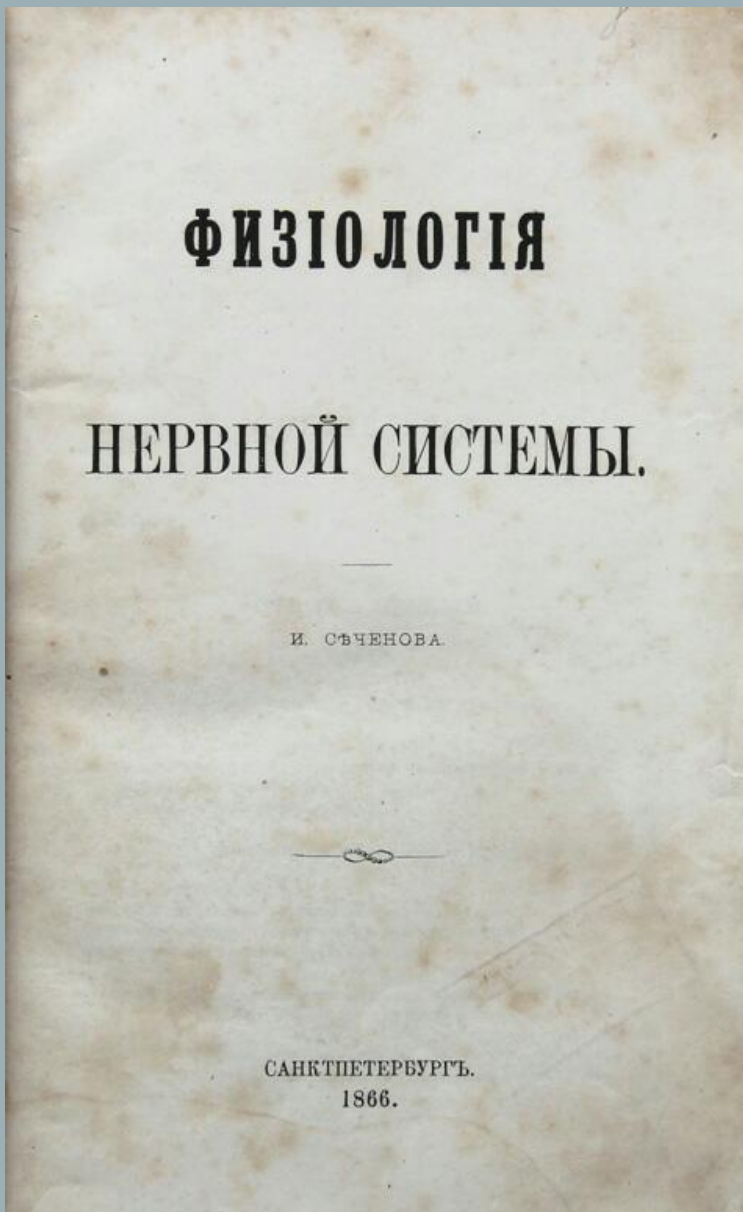 ФИЗІОЛОГІЯ
НЕРВНОЙ СИСТЕМЫ.
И. СѢЧЕНОВА.
САНКТПЕТЕРБУРГЪ.
1866.